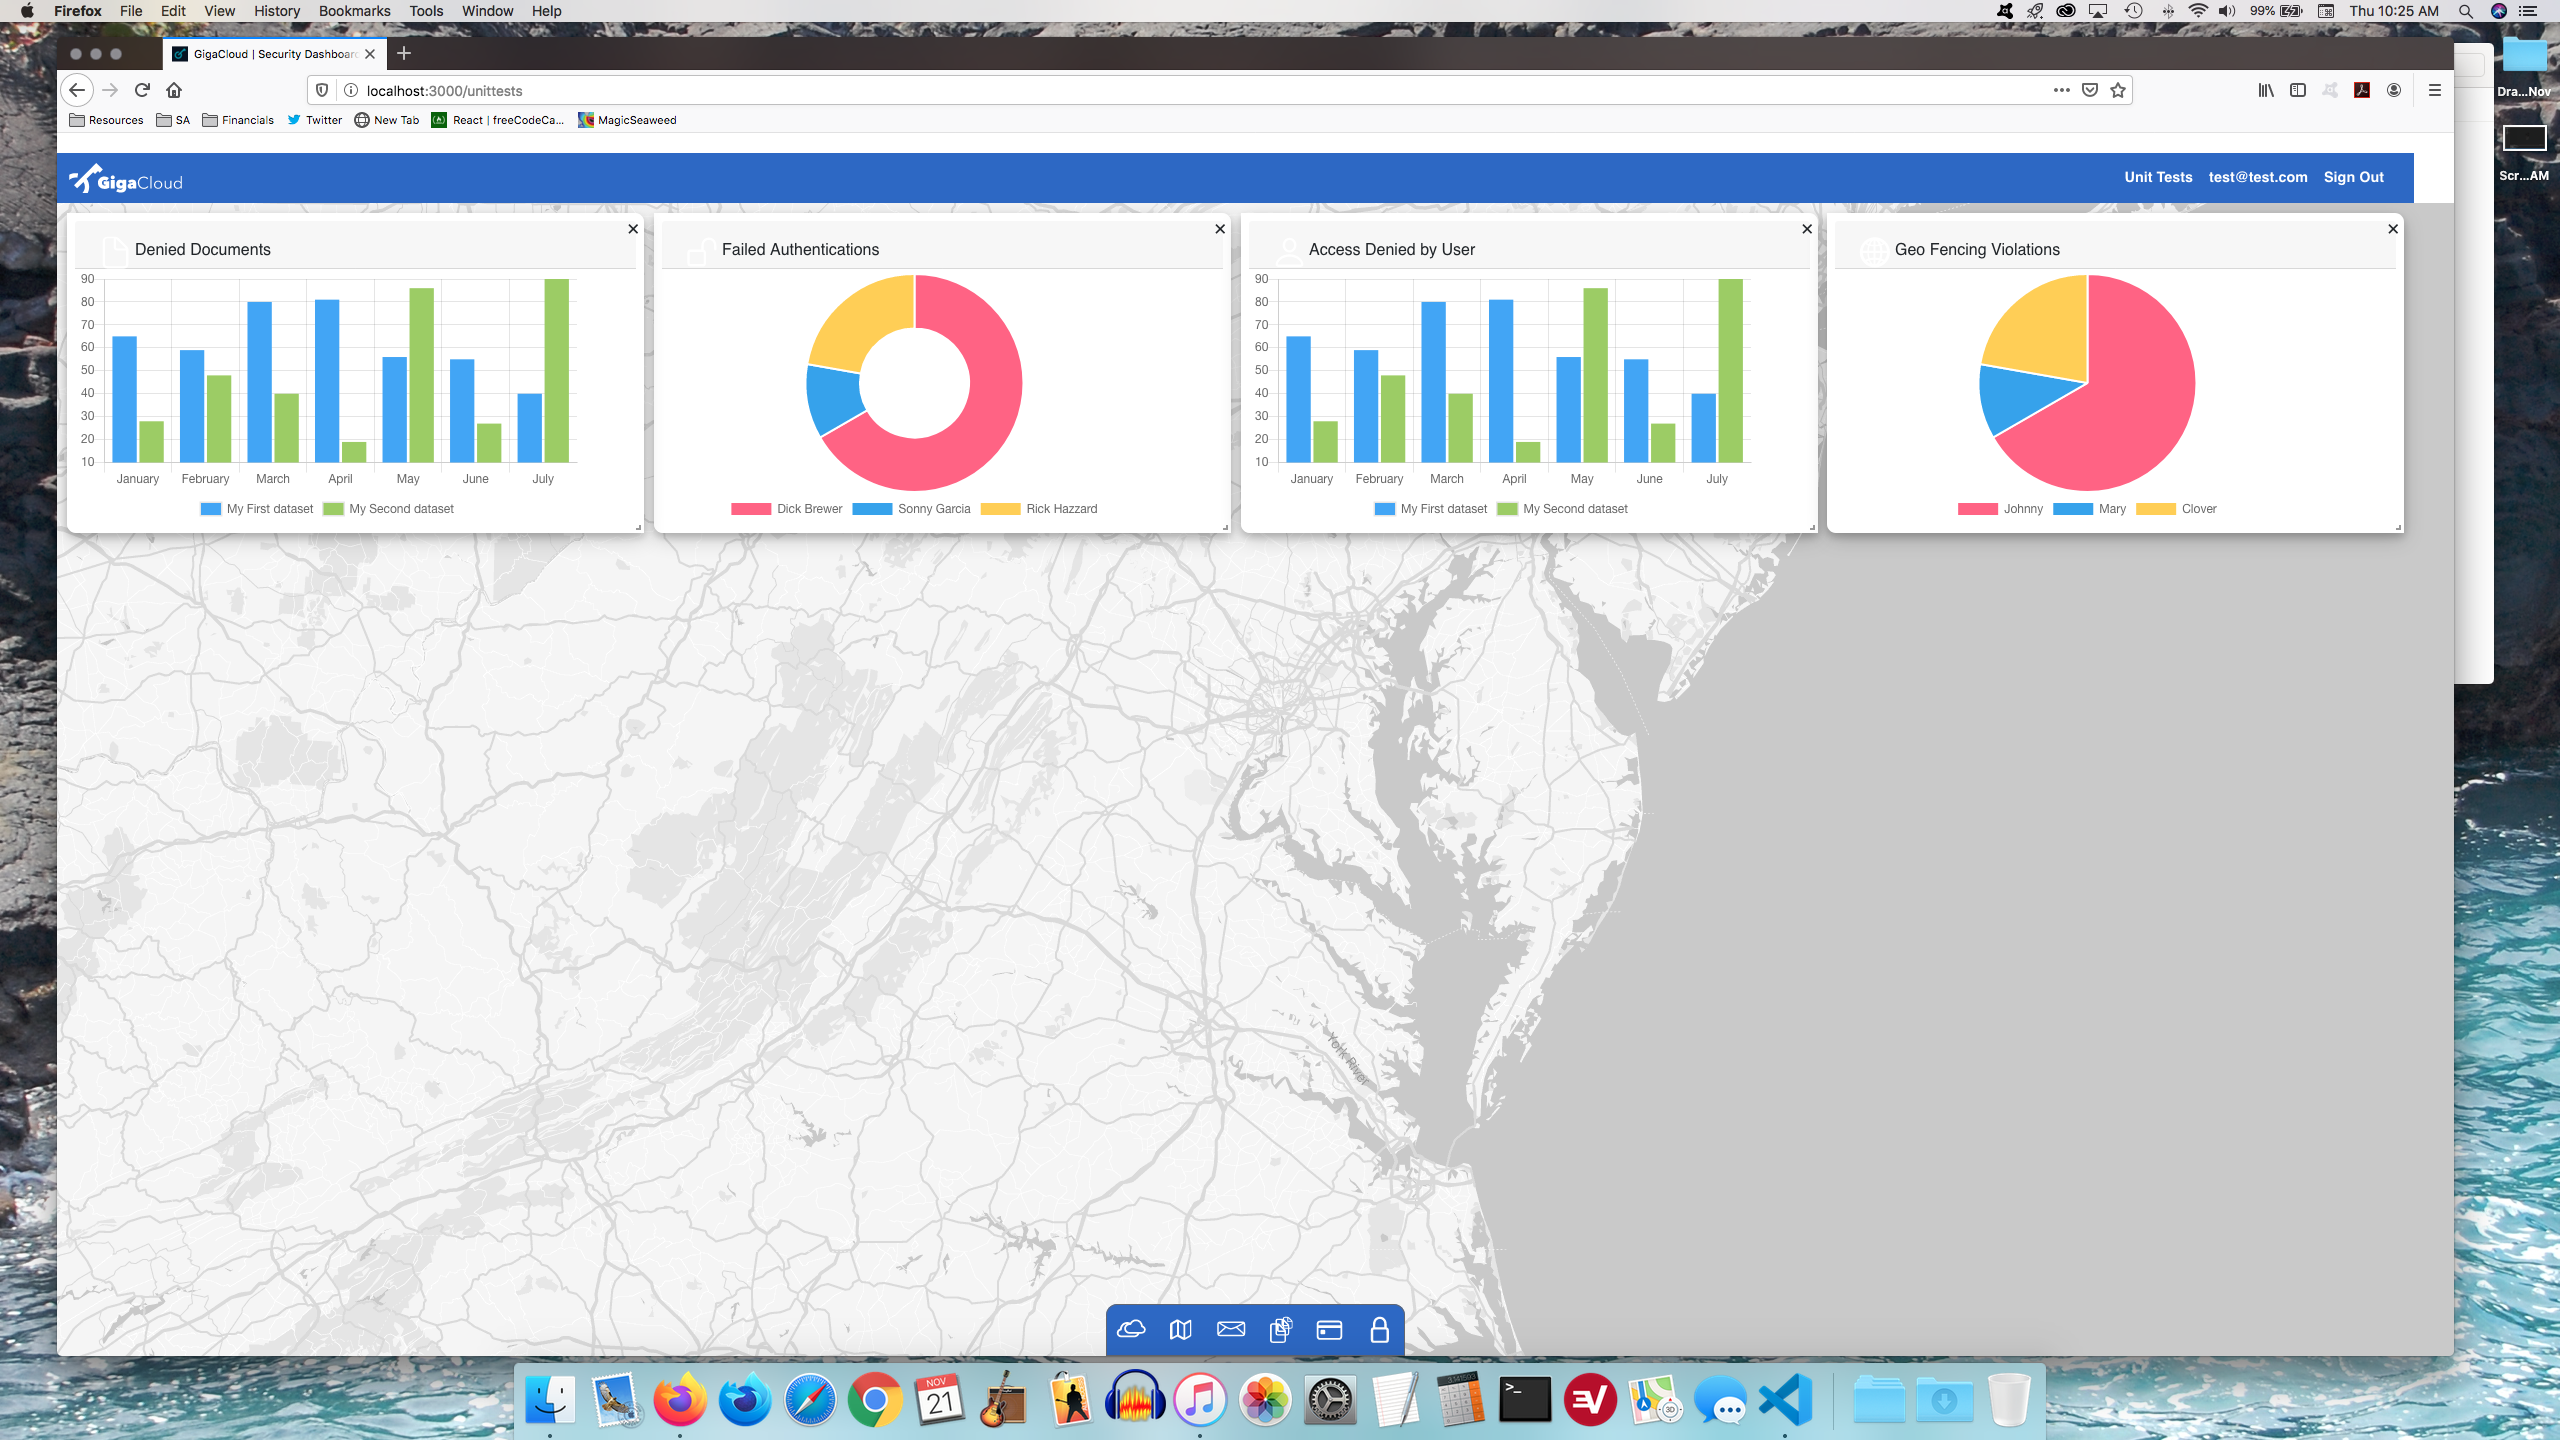 Firefox File Edit View History Bookmarks Tools Window Help 99% Thu 10:25 AM
GigaCloud | Security Dashboar
localhost:3000/unittests
Resources SA Financials Twitter New Tab React | freeCodeCa... MagicSeaweed
Dra...Nov
Scr...AM
GigaCloud Unit Tests test@test.com Sign Out
Denied Documents
90
80
70
60
50
40
30
20
10
January February March April May June July
My First dataset My Second dataset
Failed Authentications
Dick Brewer Sonny Garcia Rick Hazzard
Access Denied by User
90
80
70
60
50
40
30
20
10
January February March April May June July
My First dataset My Second dataset
Geo Fencing Violations
Johnny Mary Clover
York River
NOV
21
3D